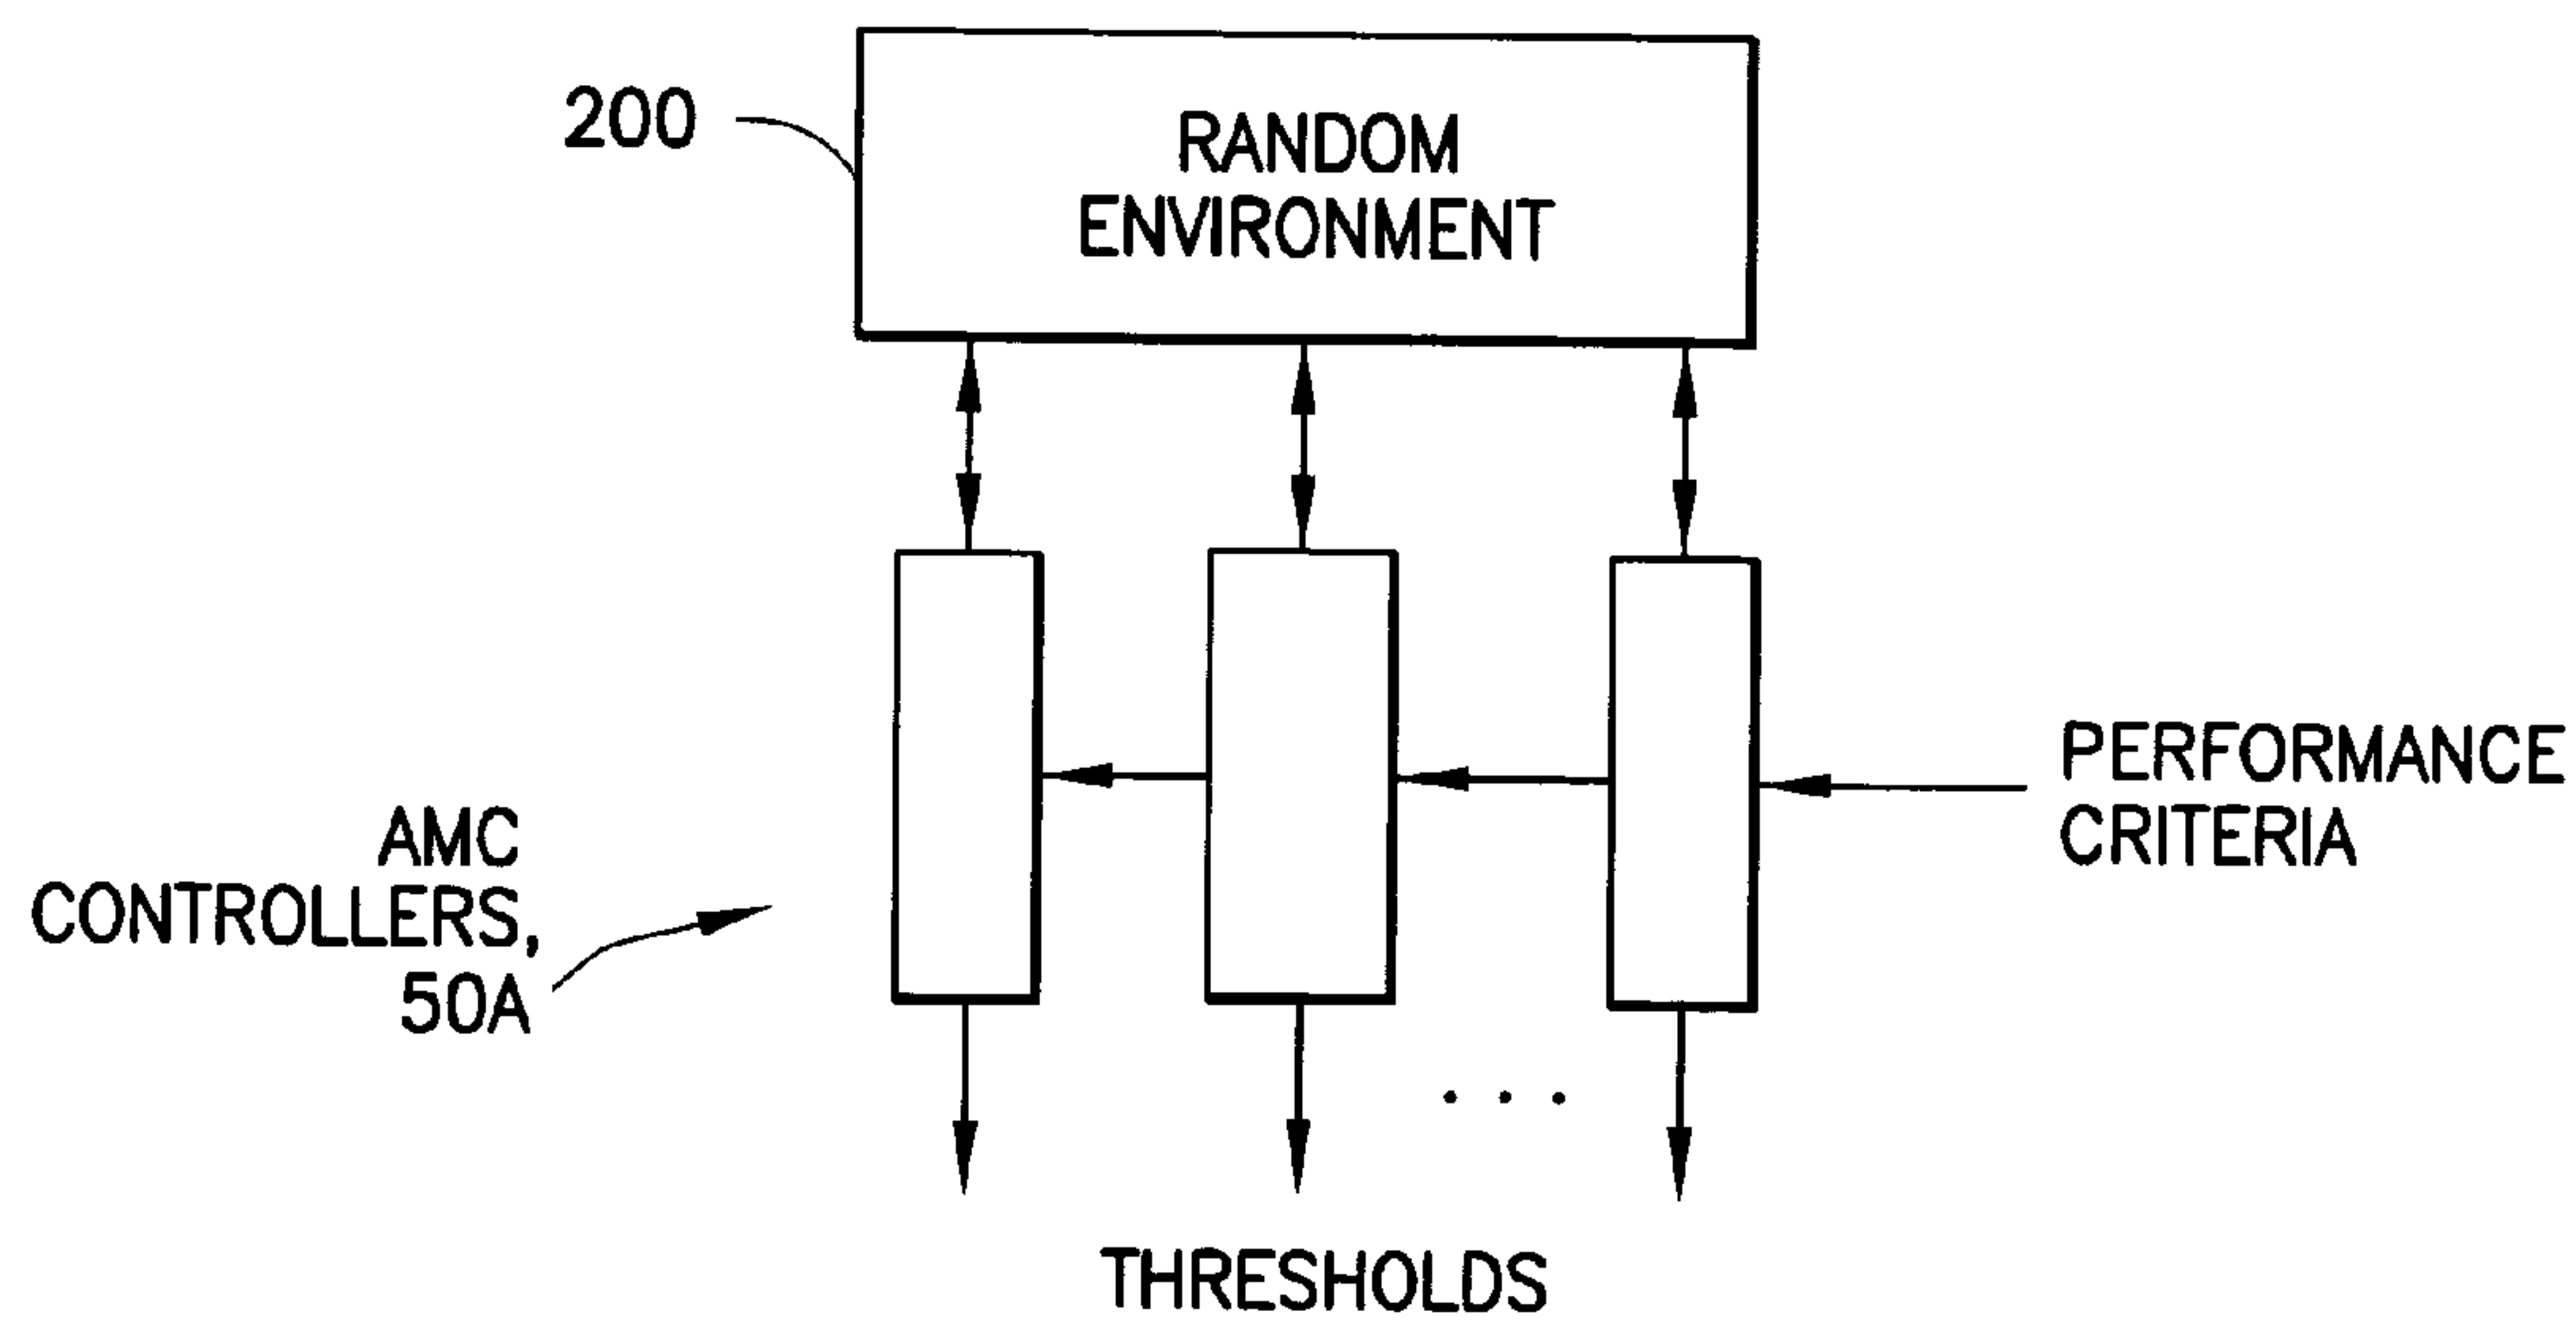 200
RANDOM
ENVIRONMENT
AMC
CONTROLLERS,
50A
PERFORMANCE
CRITERIA
. . .
THRESHOLDS